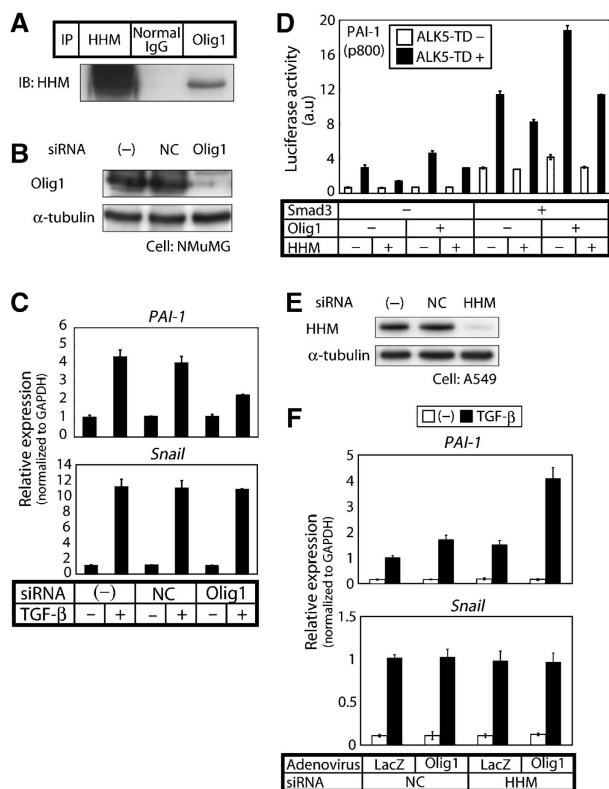 A
IP HHM Normal IgG Olig1
IB: HHM
B
siRNA (–) NC Olig1
Olig1
α-tubulin
Cell: NMuMG
C
PAI-1
6
5
4
3
2
1
0
Snail
14
12
10
8
6
4
2
0
Relative expression
(normalized to GAPDH)
siRNA (–) NC Olig1
TGF-β – + – + – +
D
PAI-1
(p800)
ALK5-TD –
ALK5-TD +
20
16
12
8
4
0
Luciferase activity
(a.u)
Smad3 – +
Olig1 – + – +
HHM – + – + – + – +
E
siRNA (–) NC HHM
HHM
α-tubulin
Cell: A549
F
(–) TGF-β
PAI-1
5
4
3
2
1
0
Snail
1.5
1
0.5
0
Relative expression
(normalized to GAPDH)
Adenovirus LacZ Olig1 LacZ Olig1
siRNA NC HHM